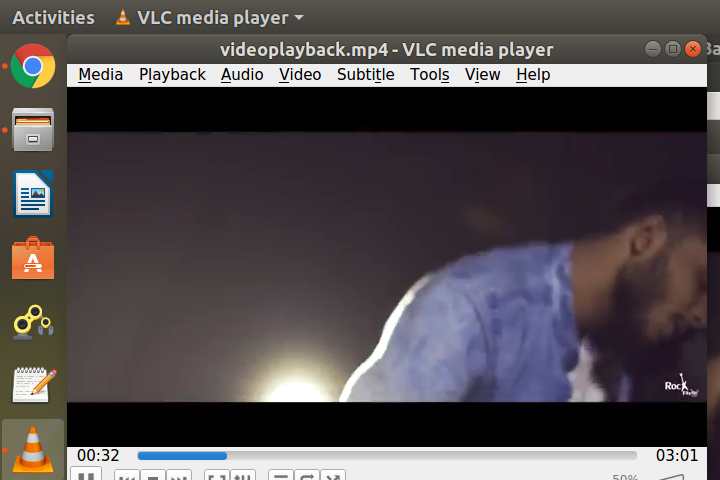 Activities VLC media player
videoplayback.mp4 - VLC media player
Media Playback Audio Video Subtitle Tools View Help
Rock
00:32 03:01
50%